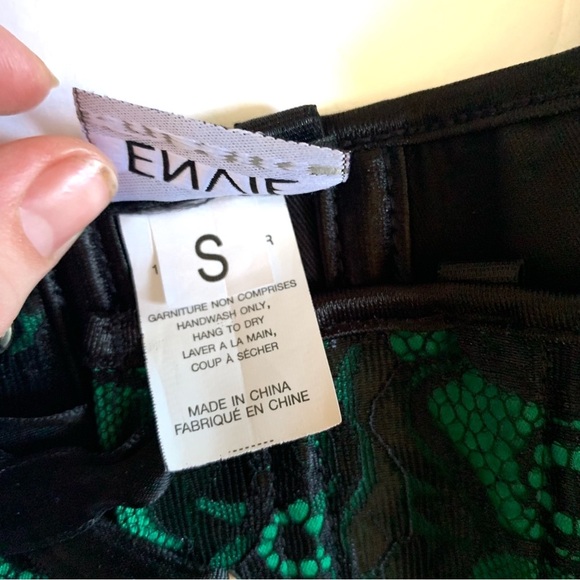 ENVIE
S
R
GARNITURE NON COMPRISES
HANDWASH ONLY,
HANG TO DRY
LAVER A LA MAIN,
COUP À SÉCHER
MADE IN CHINA
FABRIQUÉ EN CHINE